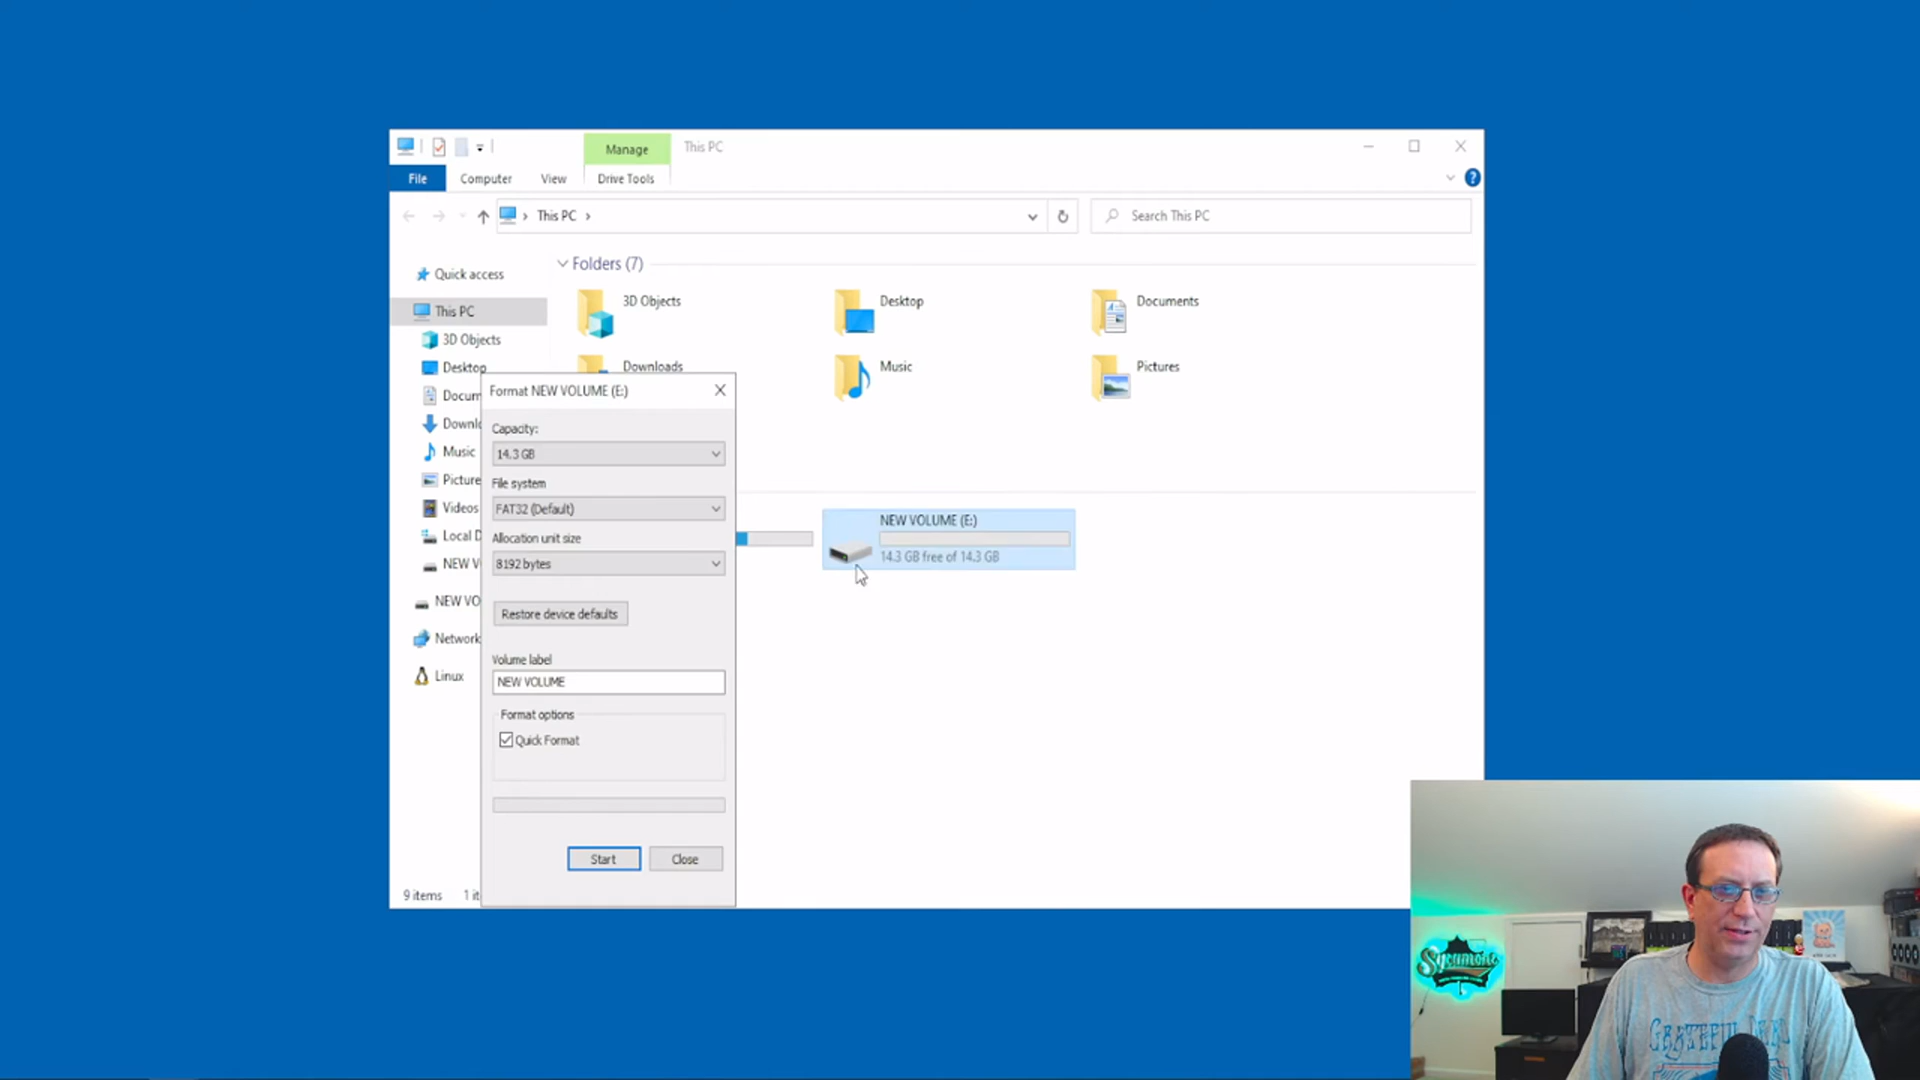 Manage
This PC
File
Computer
View
Drive Tools
This PC
Search This PC
Quick access
This PC
3D Objects
Desktop
Music
Videos
Network
Linux
Folders (7)
3D Objects
Desktop
Documents
Downloads
Music
Pictures
NEW VOLUME (E:)
14.3 GB free of 14.3 GB
Format NEW VOLUME (E:)
Capacity:
14.3 GB
File system
FAT32 (Default)
Allocation unit size
8192 bytes
Restore device defaults
Volume label
NEW VOLUME
Format options
Quick Format
Start
Close
9 items
Sycamore
GRATEFUL DEAD